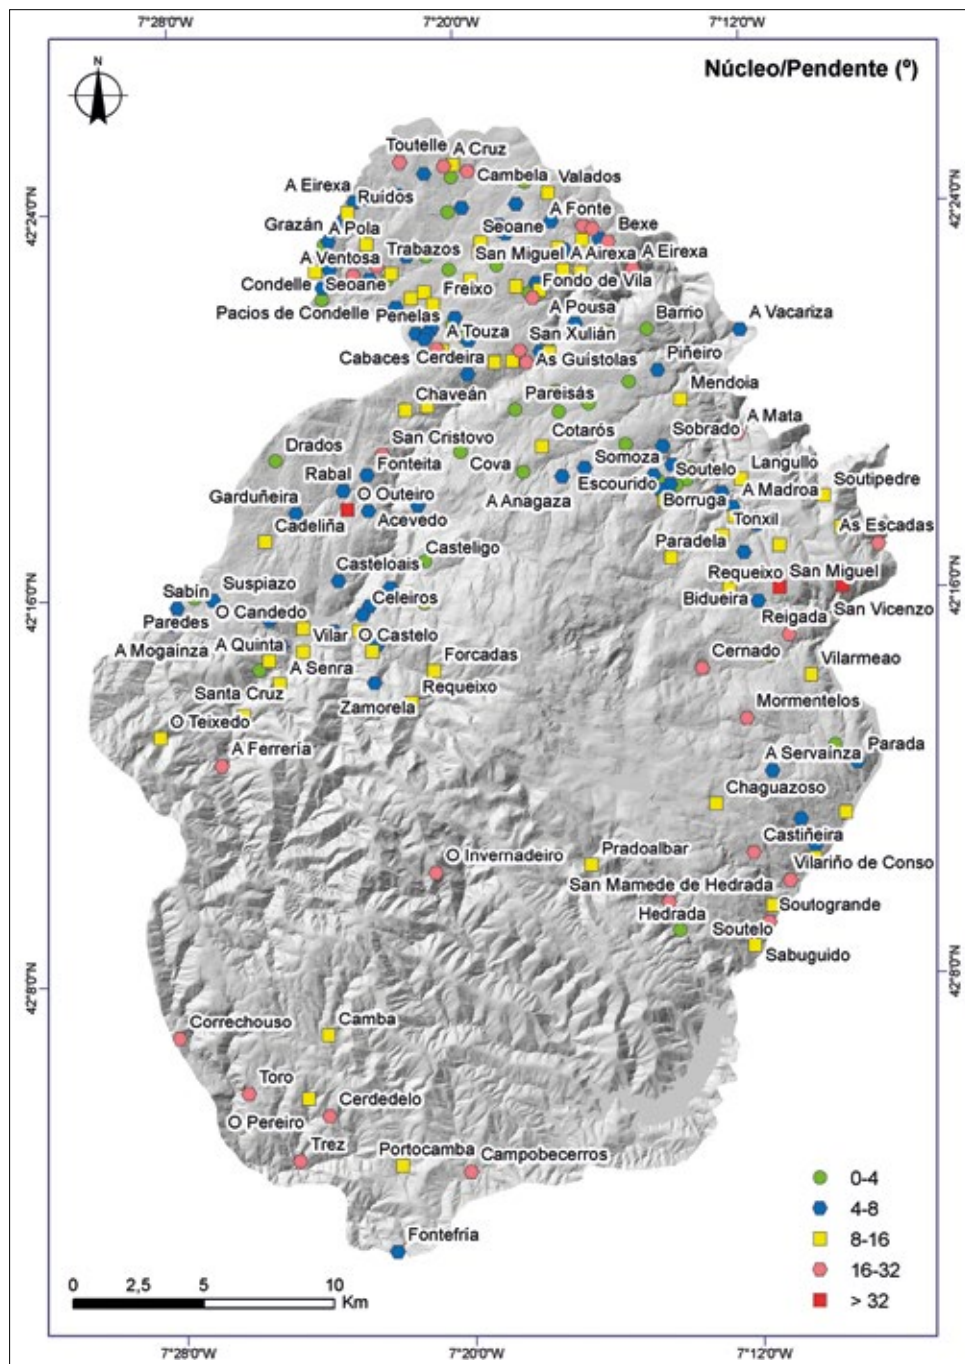 7°28'0"W 7°20'0"W 7°12'0"W
N
Núcleo/Pendente (º)
Toutelle A Cruz
Cambela Valados
A Eirexa Ruidos
42°24'0"N 42°24'0"N
A Fonte
Grazán A Pola Seoane Bexe
Trabazos San Miguel A Airexa A Eirexa
A Ventosa
Condelle Seoane Freixo Fondo de Vila
Pacios de Condelle Penelas A Pousa Barrio A Vacariza
A Touza San Xulián
Cabaces Cerdeira As Guístolas Piñeiro
Chaveán Pareisás Mendoia
A Mata
Drados San Cristovo Cotarós Sobrado
Rabal Fonteita Cova Somoza Soutelo Langullo
Garduñeira O Outeiro A Anagaza Escourido Borruga A Madroa Soutipedre
Cadeliña Acevedo Tonxil As Escadas
Casteligo Paradela
Casteloais Requeixo San Miguel
42°16'0"N 42°16'0"N
Sabín Suspiazo Celeiros Bidueira Reigada San Vicenzo
Paredes O Candedo
A Mogainza A Quinta Vilar O Castelo Cernado Vilarmeao
A Senra Forcadas
Santa Cruz Zamorela Requeixo Mormentelos
O Teixedo
A Ferrería A Servaínza Parada
Chaguazoso
Castiñeira
O Invernadeiro Pradoalbar Vilariño de Conso
San Mamede de Hedrada
Hedrada Soutogrande
Soutelo
Sabuguido
42°8'0"N 42°8'0"N
Correchouso Camba
Toro Cerdedelo
O Pereiro
Trez Portocamba Campobecerros
Fontefría
0-4
4-8
8-16
16-32
> 32
0 2,5 5 10
Km
7°28'0"W 7°20'0"W 7°12'0"W